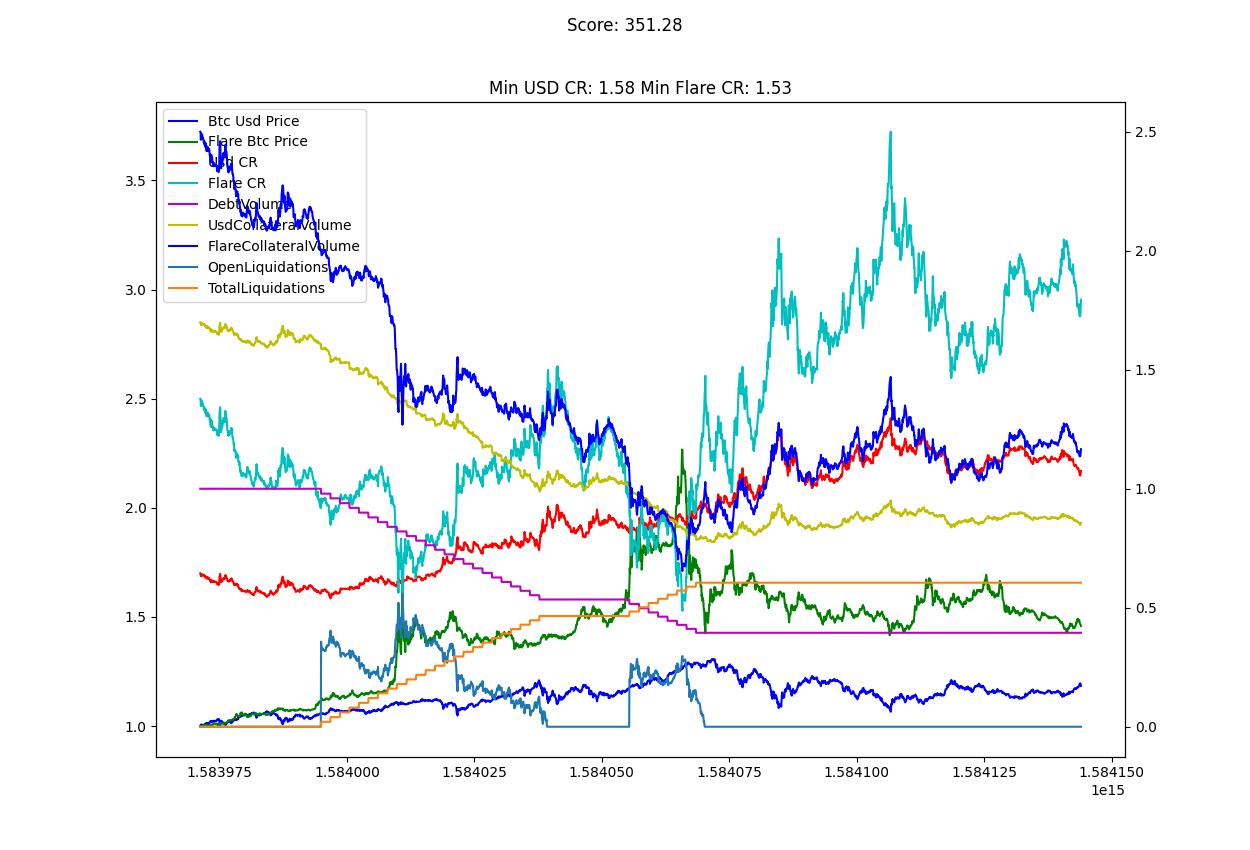 Score: 351.28
Min USD CR: 1.58 Min Flare CR: 1.53
Btc Usd Price
Flare Btc Price
Usd CR
Flare CR
DebtVolume
UsdCollateralVolume
FlareCollateralVolume
OpenLiquidations
TotalLiquidations
3.5
3.0
2.5
2.0
1.5
1.0
2.5
2.0
1.5
1.0
0.5
0.0
1.583975 1.584000 1.584025 1.584050 1.584075 1.584100 1.584125 1.584150
1e15